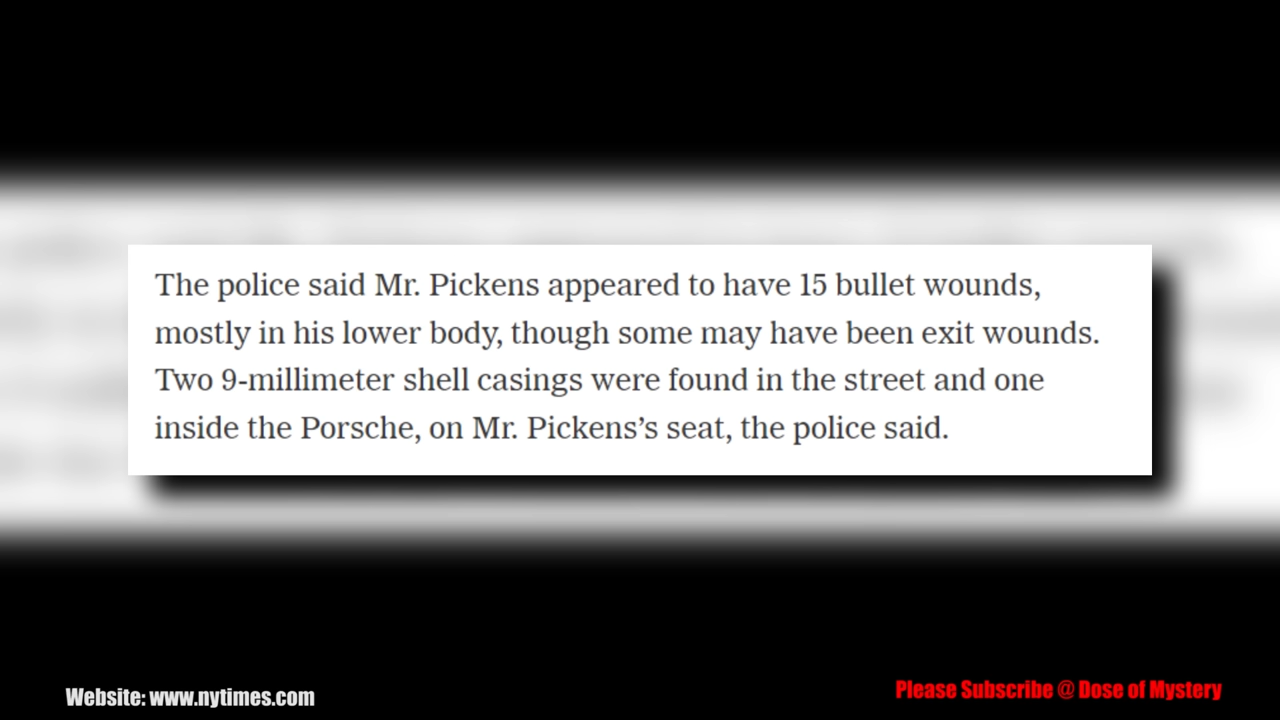 The police said Mr. Pickens appeared to have 15 bullet wounds,
mostly in his lower body, though some may have been exit wounds.
Two 9-millimeter shell casings were found in the street and one
inside the Porsche, on Mr. Pickens’s seat, the police said.
Website: www.nytimes.com
Please Subscribe @ Dose of Mystery